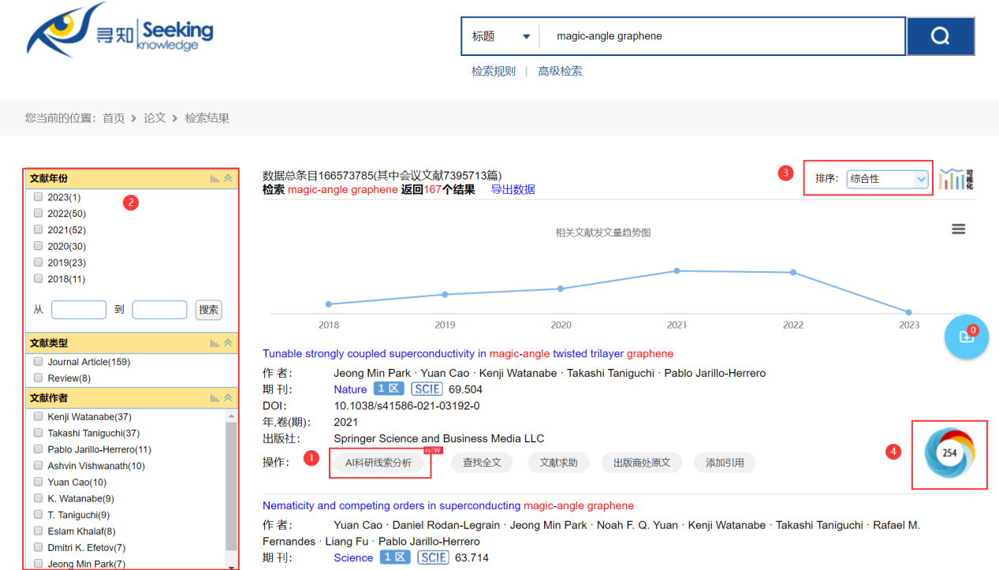 寻知 Seeking
knowledge
标题 magic-angle graphene
检索规则 | 高级检索
您当前的位置: 首页 > 论文 > 检索结果
文献年份
2023(1)
2
2022(50)
2021(52)
2020(30)
2019(23)
2018(11)
从 到 搜索
文献类型
Journal Article(159)
Review(8)
文献作者
Kenji Watanabe(37)
Takashi Taniguchi(37)
Pablo Jarillo-Herrero(11)
Ashvin Vishwanath(10)
Yuan Cao(10)
K. Watanabe(9)
T. Taniguchi(9)
Eslam Khalaf(8)
Dmitri K. Efetov(7)
Jeong Min Park(7)
数据总条目166573785(其中会议文献7395713篇)
检索 magic-angle graphene 返回167个结果 导出数据
3
排序: 综合性
可视化
相关文献发文量趋势图
2018 2019 2020 2021 2022 2023
0
Tunable strongly coupled superconductivity in magic-angle twisted trilayer graphene
作 者: Jeong Min Park · Yuan Cao · Kenji Watanabe · Takashi Taniguchi · Pablo Jarillo-Herrero
期 刊: Nature 1 区 SCIE 69.504
DOI: 10.1038/s41586-021-03192-0
年,卷(期): 2021
出版社: Springer Science and Business Media LLC
操作: 1 AI科研线索分析 NEW 查找全文 文献求助 出版商处原文 添加引用
4
254
Nematicity and competing orders in superconducting magic-angle graphene
作 者: Yuan Cao · Daniel Rodan-Legrain · Jeong Min Park · Noah F. Q. Yuan · Kenji Watanabe · Takashi Taniguchi · Rafael M.
Fernandes · Liang Fu · Pablo Jarillo-Herrero
期 刊: Science 1 区 SCIE 63.714